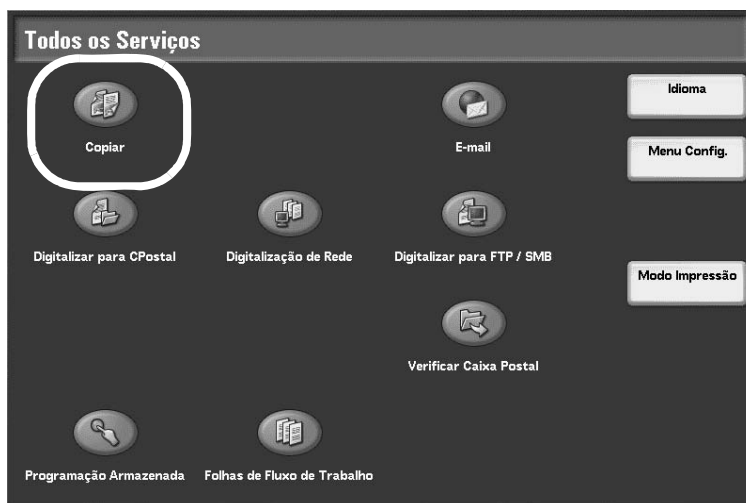 Todos os Serviços
Copiar
E-mail
Idioma
Menu Config.
Digitalizar para CPostal
Digitalização de Rede
Digitalizar para FTP / SMB
Modo Impressão
Verificar Caixa Postal
Programação Armazenada
Folhas de Fluxo de Trabalho